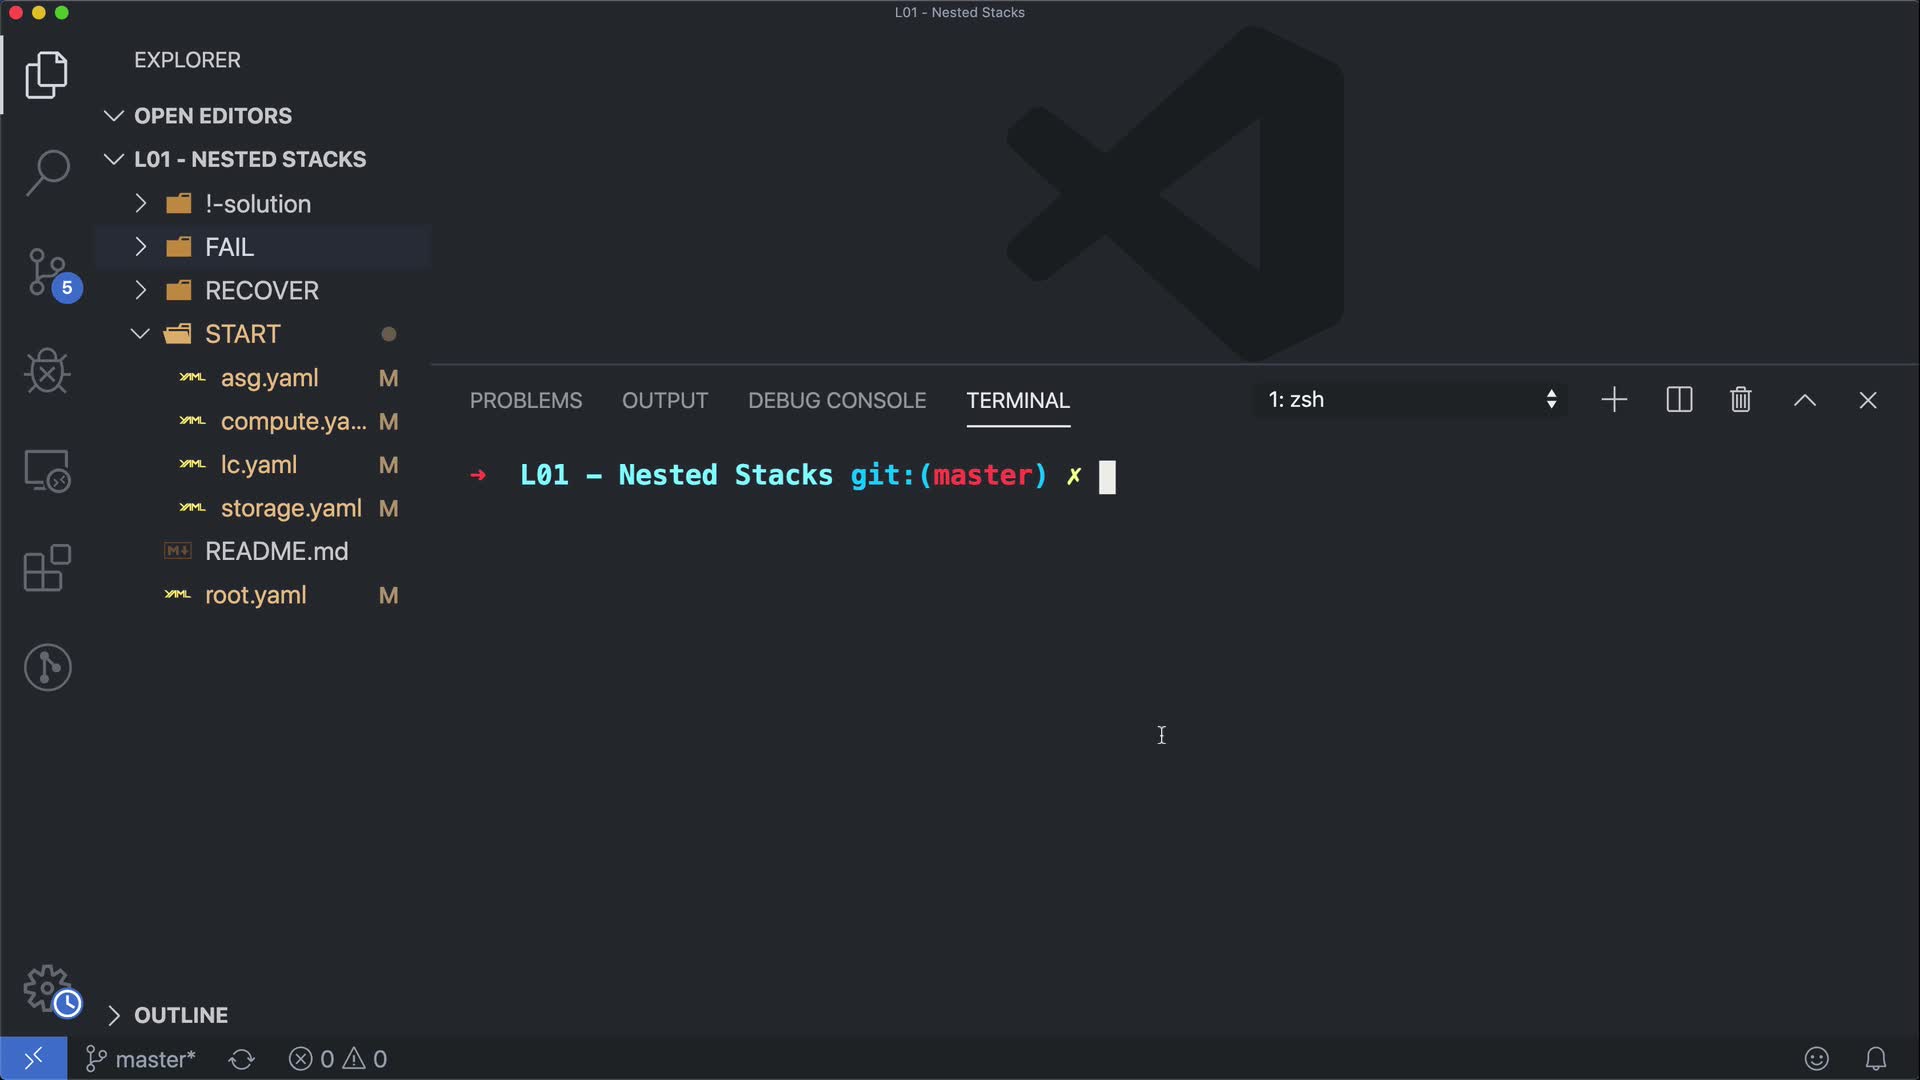 L01 - Nested Stacks
EXPLORER
OPEN EDITORS
L01 - NESTED STACKS
!-solution
FAIL
RECOVER
START
asg.yaml M
compute.ya... M
lc.yaml M
storage.yaml M
README.md
root.yaml M
5
PROBLEMS OUTPUT DEBUG CONSOLE TERMINAL 1: zsh
➜ L01 - Nested Stacks git:(master) ✗
OUTLINE
master* 0 0